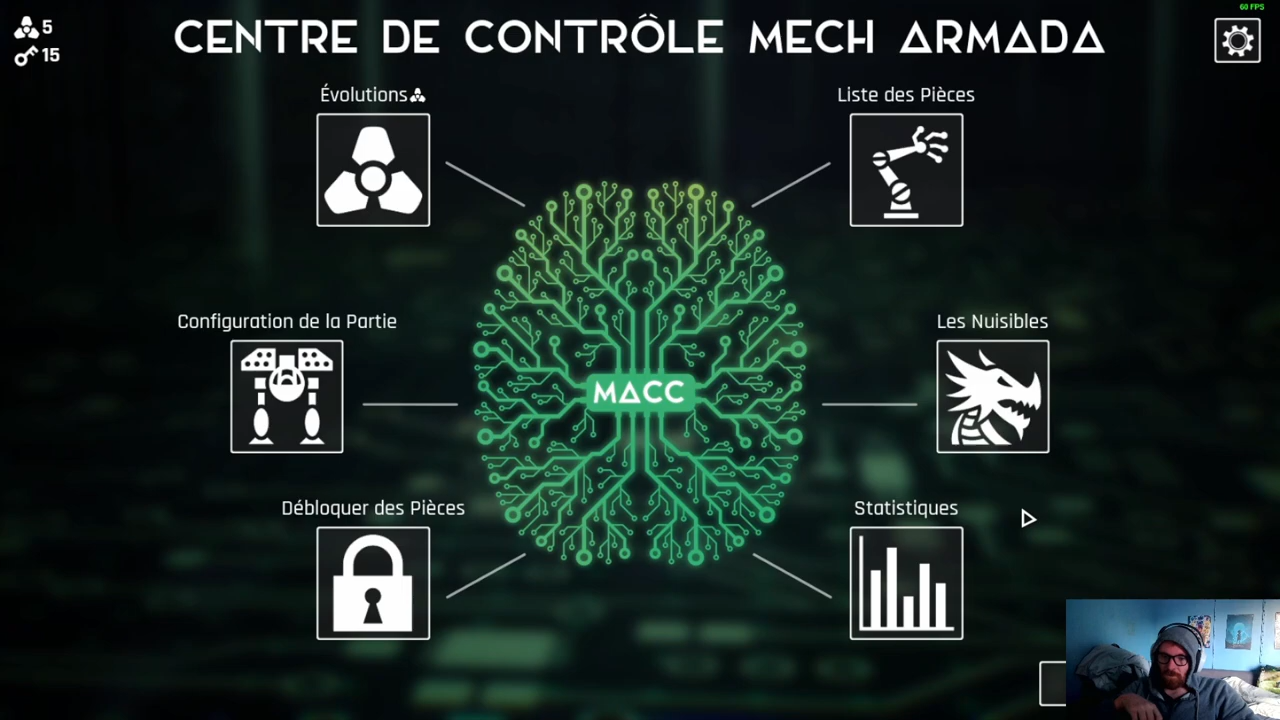 60 FPS
5
15
CENTRE DE CONTRÔLE MECH ARMADA
Évolutions
Liste des Pièces
Configuration de la Partie
Les Nuisibles
MACC
Débloquer des Pièces
Statistiques